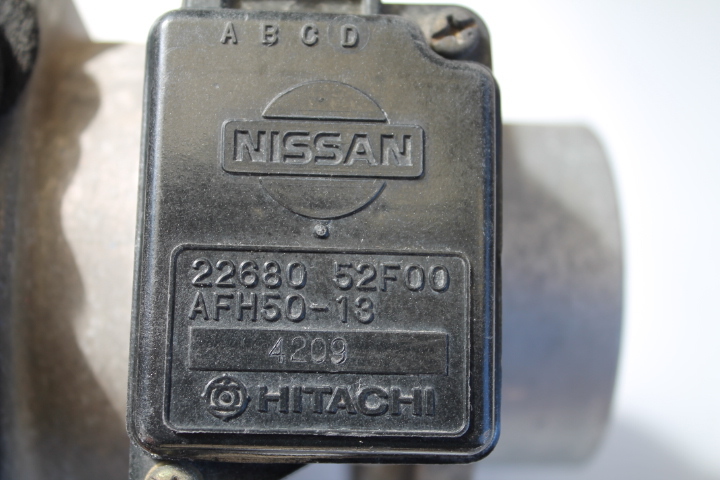 A B C D
NISSAN
22680 52F00
AFH50-13
4209
HITACHI